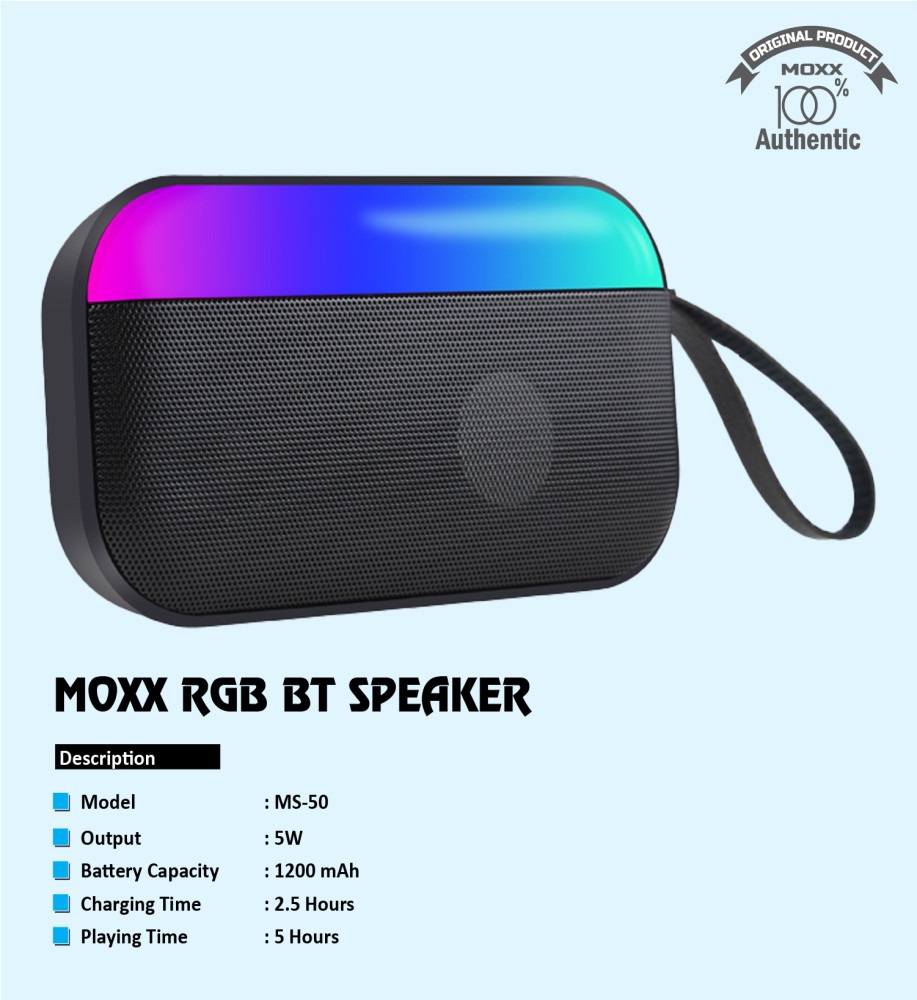 ORIGINAL PRODUCT
MOXX
100%
Authentic
MOXX RGB BT SPEAKER
Description
Model : MS-50
Output : 5W
Battery Capacity : 1200 mAh
Charging Time : 2.5 Hours
Playing Time : 5 Hours